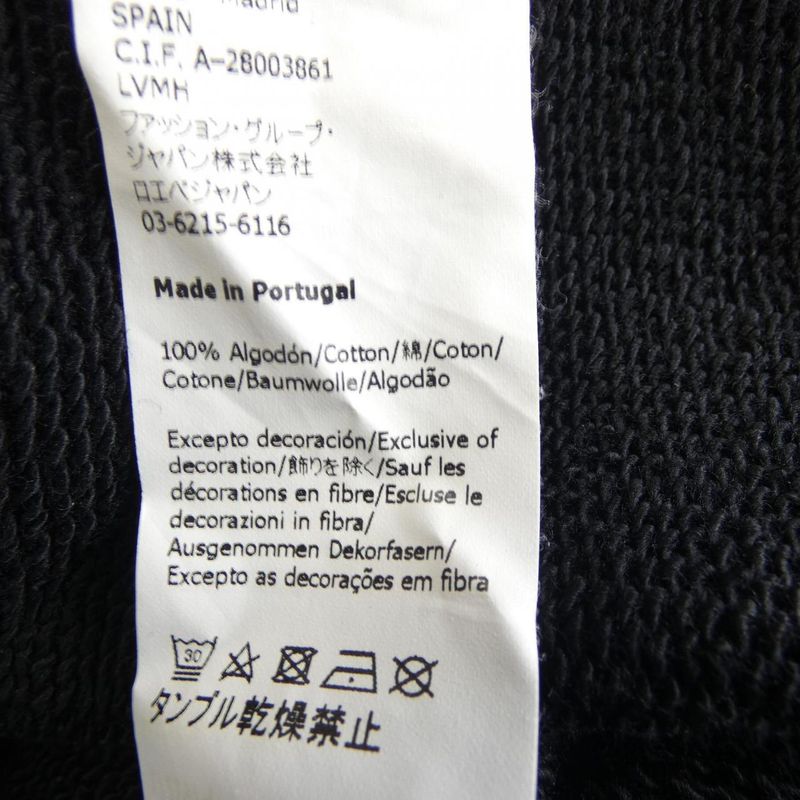 Madrid
SPAIN
C.I.F. A-28003861
LVMH
ファッション・グループ・
ジャパン株式会社
ロエベジャパン
03-6215-6116
Made in Portugal
100% Algodón/Cotton/綿/Coton/
Cotone/Baumwolle/Algodão
Excepto decoración/Exclusive of
decoration/飾りを除く/Sauf les
décorations en fibre/Escluse le
decorazioni in fibra/
Ausgenommen Dekorfasern/
Excepto as decorações em fibra
30
タンブル乾燥禁止